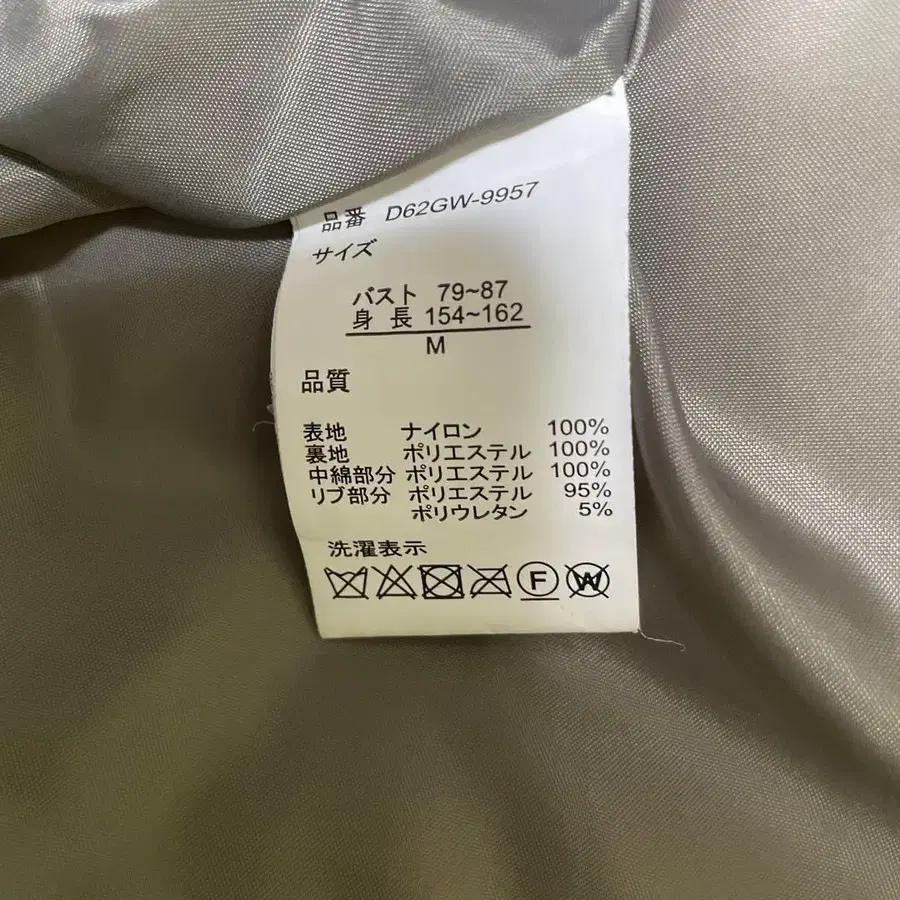 品番 D62GW-9957
サイズ
バスト 79~87
身長 154~162
M
品質
表地 ナイロン 100%
裏地 ポリエステル 100%
中綿部分 ポリエステル 100%
リブ部分 ポリエステル 95%
ポリウレタン 5%
洗濯表示
F W